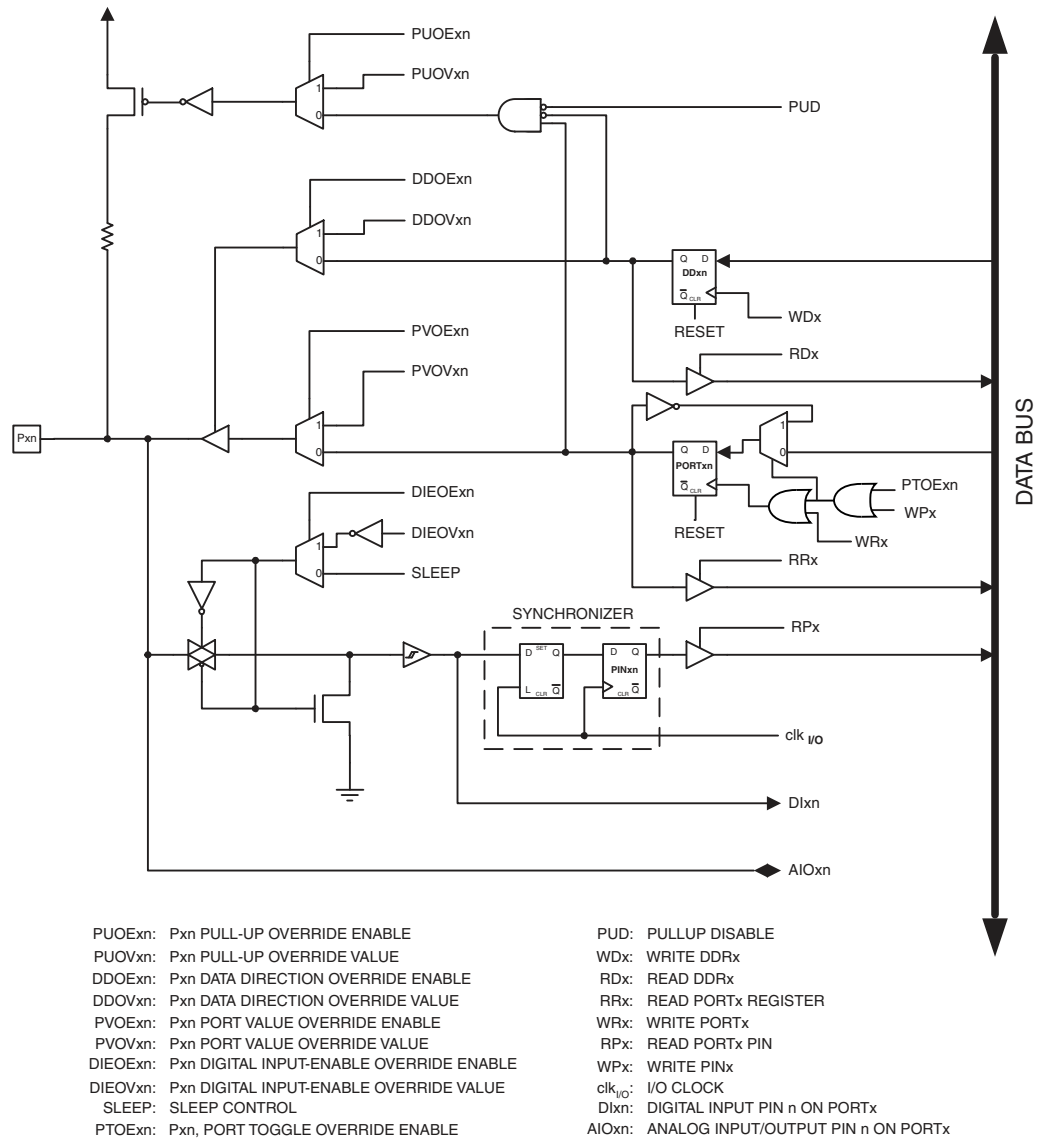 PUOExn
PUOVxn
1
0
PUD
DDOExn
DDOVxn
1
0
Q D
DDxn
Q CLR
WDx
RESET
RDx
PVOExn
PVOVxn
1
0
Pxn
1
0
Q D
PORTxn
Q CLR
PTOExn
WPx
RESET
WRx
RRx
DATA BUS
DIEOExn
DIEOVxn
1
0
SLEEP
SYNCHRONIZER
D SET Q
L CLR Q
D Q
PINxn
CLR Q
RPx
clk I/O
DIxn
AIOxn
PUOExn: Pxn PULL-UP OVERRIDE ENABLE
PUOVxn: Pxn PULL-UP OVERRIDE VALUE
DDOExn: Pxn DATA DIRECTION OVERRIDE ENABLE
DDOVxn: Pxn DATA DIRECTION OVERRIDE VALUE
PVOExn: Pxn PORT VALUE OVERRIDE ENABLE
PVOVxn: Pxn PORT VALUE OVERRIDE VALUE
DIEOExn: Pxn DIGITAL INPUT-ENABLE OVERRIDE ENABLE
DIEOVxn: Pxn DIGITAL INPUT-ENABLE OVERRIDE VALUE
SLEEP: SLEEP CONTROL
PTOExn: Pxn, PORT TOGGLE OVERRIDE ENABLE
PUD: PULLUP DISABLE
WDx: WRITE DDRx
RDx: READ DDRx
RRx: READ PORTx REGISTER
WRx: WRITE PORTx
RPx: READ PORTx PIN
WPx: WRITE PINx
clkI/O: I/O CLOCK
DIxn: DIGITAL INPUT PIN n ON PORTx
AIOxn: ANALOG INPUT/OUTPUT PIN n ON PORTx